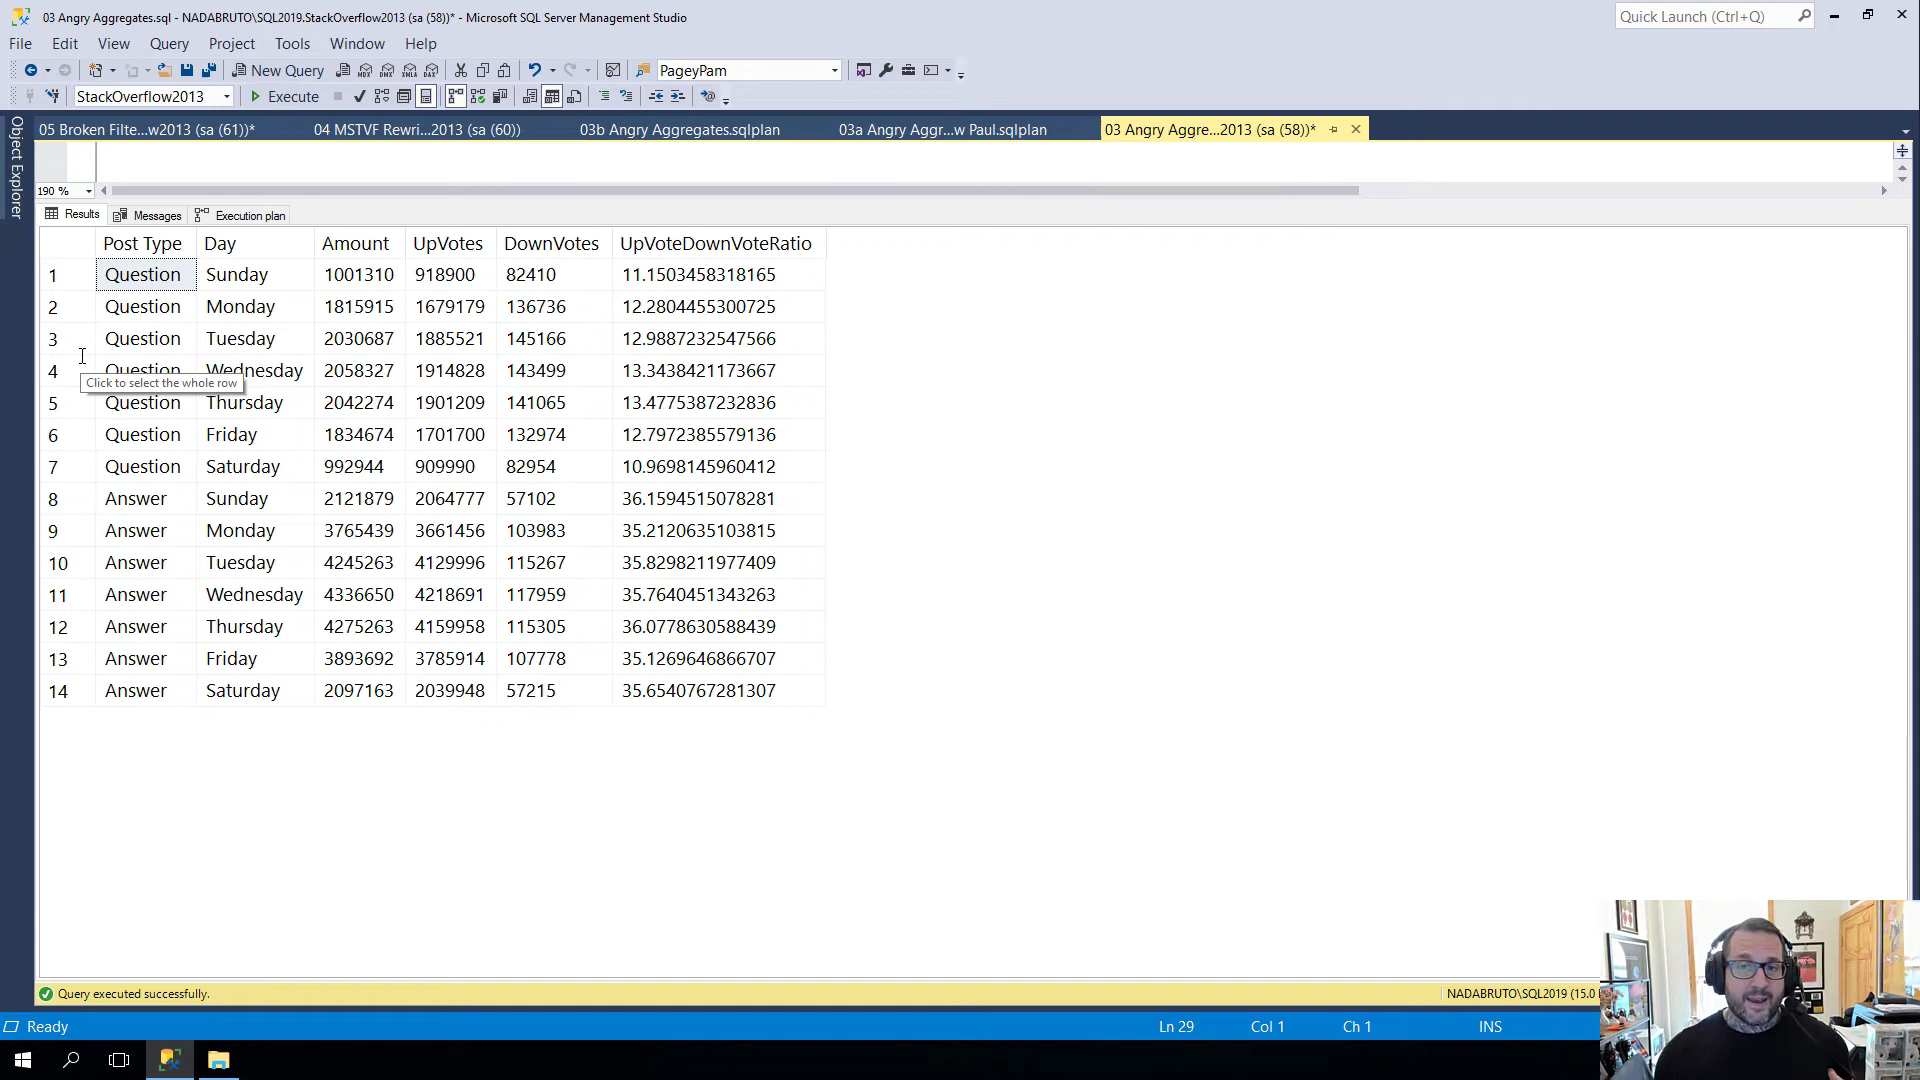 03 Angry Aggregates.sql - NADABRUTO\SQL2019.StackOverflow2013 (sa (58))* - Microsoft SQL Server Management Studio
Quick Launch (Ctrl+Q)
File Edit View Query Project Tools Window Help
New Query MDX DMX XMLA DAX PageyPam
StackOverflow2013 Execute
Object Explorer
05 Broken Filte...w2013 (sa (61))* 04 MSTVF Rewri...2013 (sa (60)) 03b Angry Aggregates.sqlplan 03a Angry Aggr...w Paul.sqlplan 03 Angry Aggre...2013 (sa (58))*
190 %
Results Messages Execution plan
Post Type Day Amount UpVotes DownVotes UpVoteDownVoteRatio
1 Question Sunday 1001310 918900 82410 11.1503458318165
2 Question Monday 1815915 1679179 136736 12.2804455300725
3 Question Tuesday 2030687 1885521 145166 12.9887232547566
4 Question Wednesday 2058327 1914828 143499 13.3438421173667
Click to select the whole row
5 Question Thursday 2042274 1901209 141065 13.4775387232836
6 Question Friday 1834674 1701700 132974 12.7972385579136
7 Question Saturday 992944 909990 82954 10.9698145960412
8 Answer Sunday 2121879 2064777 57102 36.1594515078281
9 Answer Monday 3765439 3661456 103983 35.2120635103815
10 Answer Tuesday 4245263 4129996 115267 35.8298211977409
11 Answer Wednesday 4336650 4218691 117959 35.7640451343263
12 Answer Thursday 4275263 4159958 115305 36.0778630588439
13 Answer Friday 3893692 3785914 107778 35.1269646866707
14 Answer Saturday 2097163 2039948 57215 35.6540767281307
Query executed successfully. NADABRUTO\SQL2019 (15.0
Ready Ln 29 Col 1 Ch 1 INS